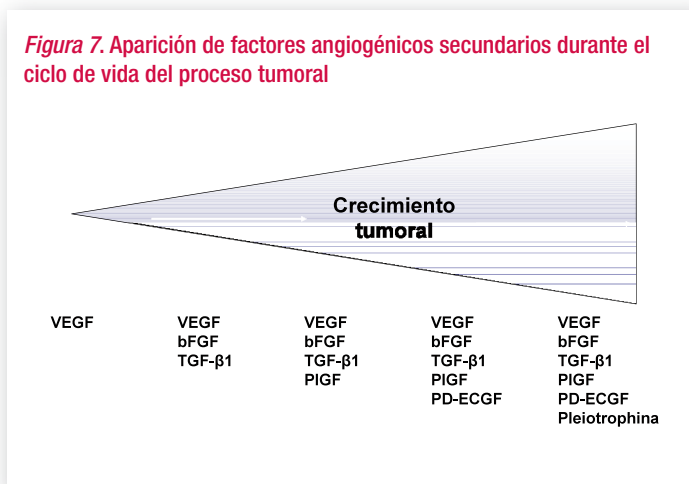 Figura 7. Aparición de factores angiogénicos secundarios durante el
ciclo de vida del proceso tumoral
Crecimiento
tumoral
VEGF
VEGF
bFGF
TGF-β1
VEGF
bFGF
TGF-β1
PIGF
VEGF
bFGF
TGF-β1
PIGF
PD-ECGF
VEGF
bFGF
TGF-β1
PIGF
PD-ECGF
Pleiotrophina